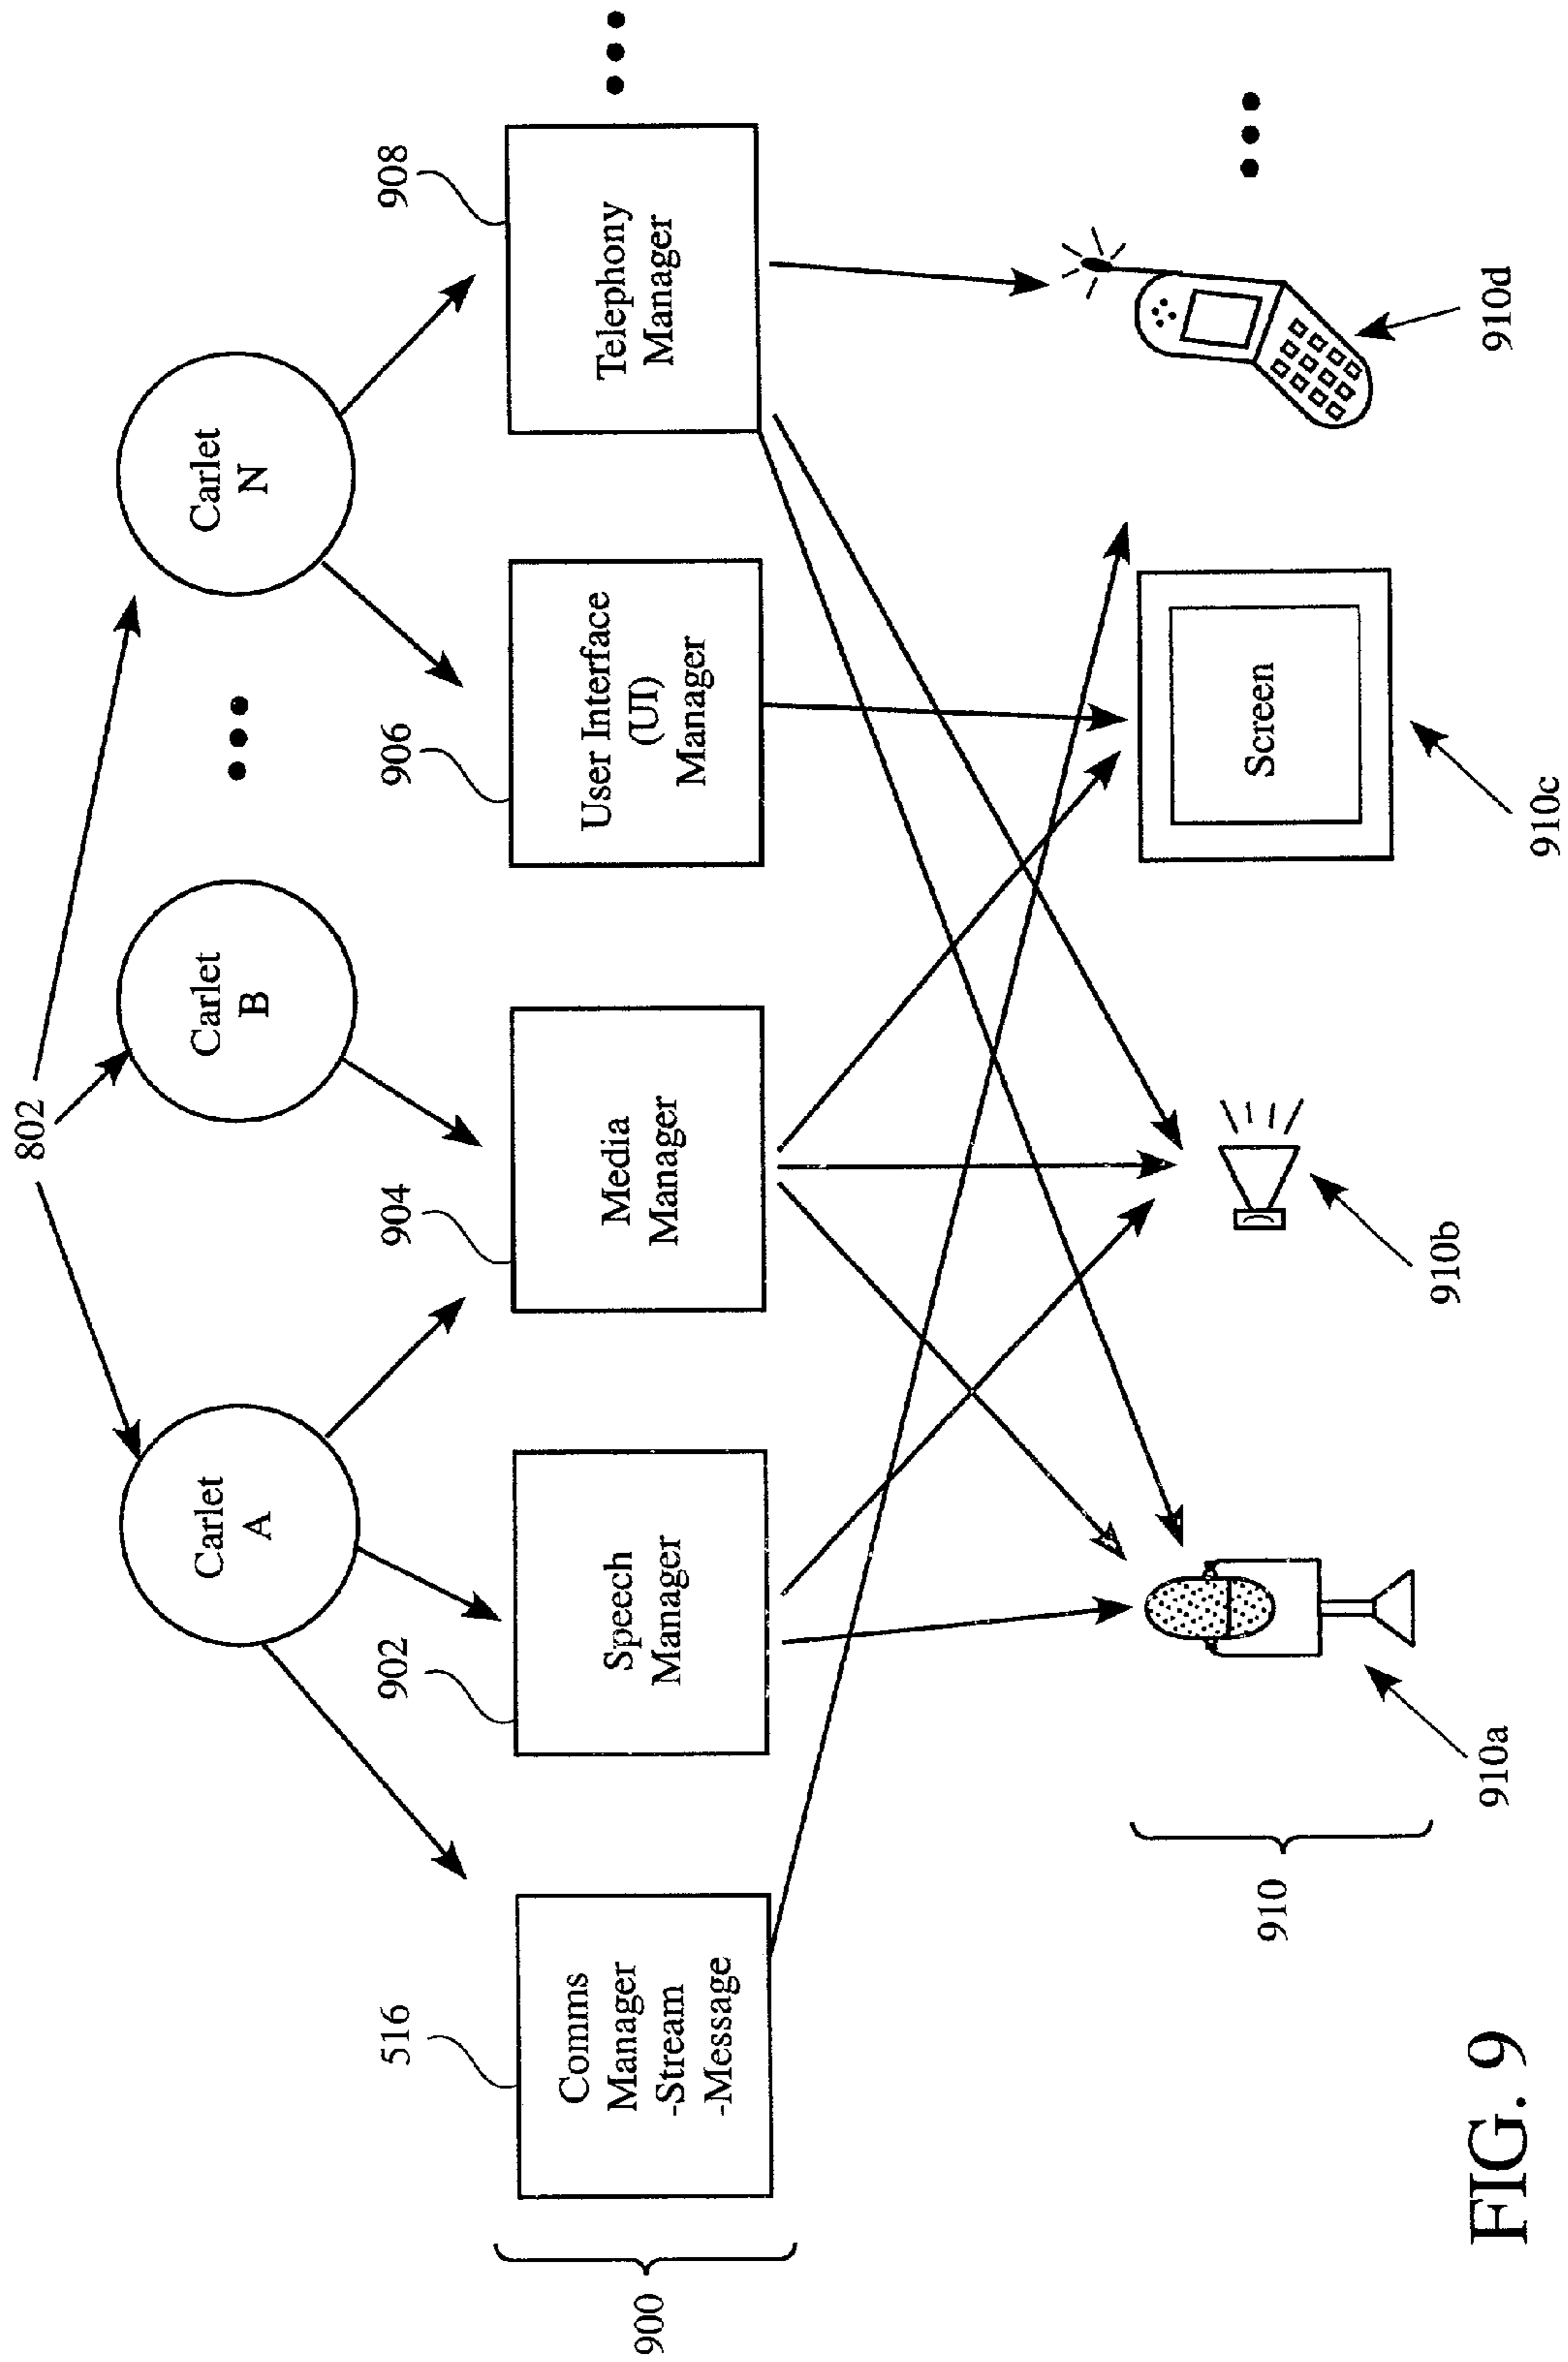 802
Carlet
A
Carlet
B
Carlet
N
516
902
904
906
908
900
Comms
Manager
-Stream
-Message
Speech
Manager
Media
Manager
User Interface
(UI)
Manager
Telephony
Manager
910
Screen
910a
910b
910c
910d
FIG. 9